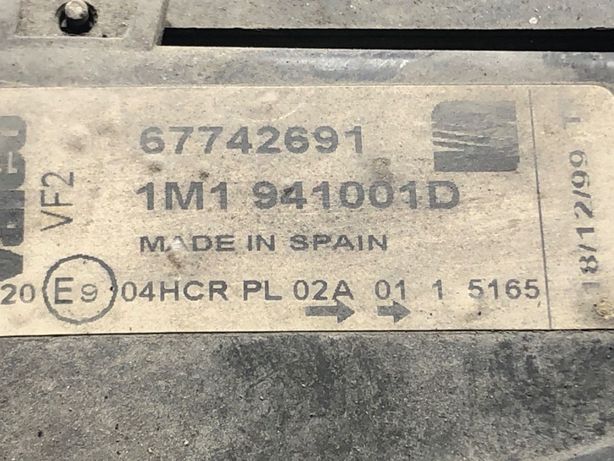 67742691
1M1 941001D
MADE IN SPAIN
20 E9 04HCR PL 02A 01 1 5165
VF2
18/12/99 T